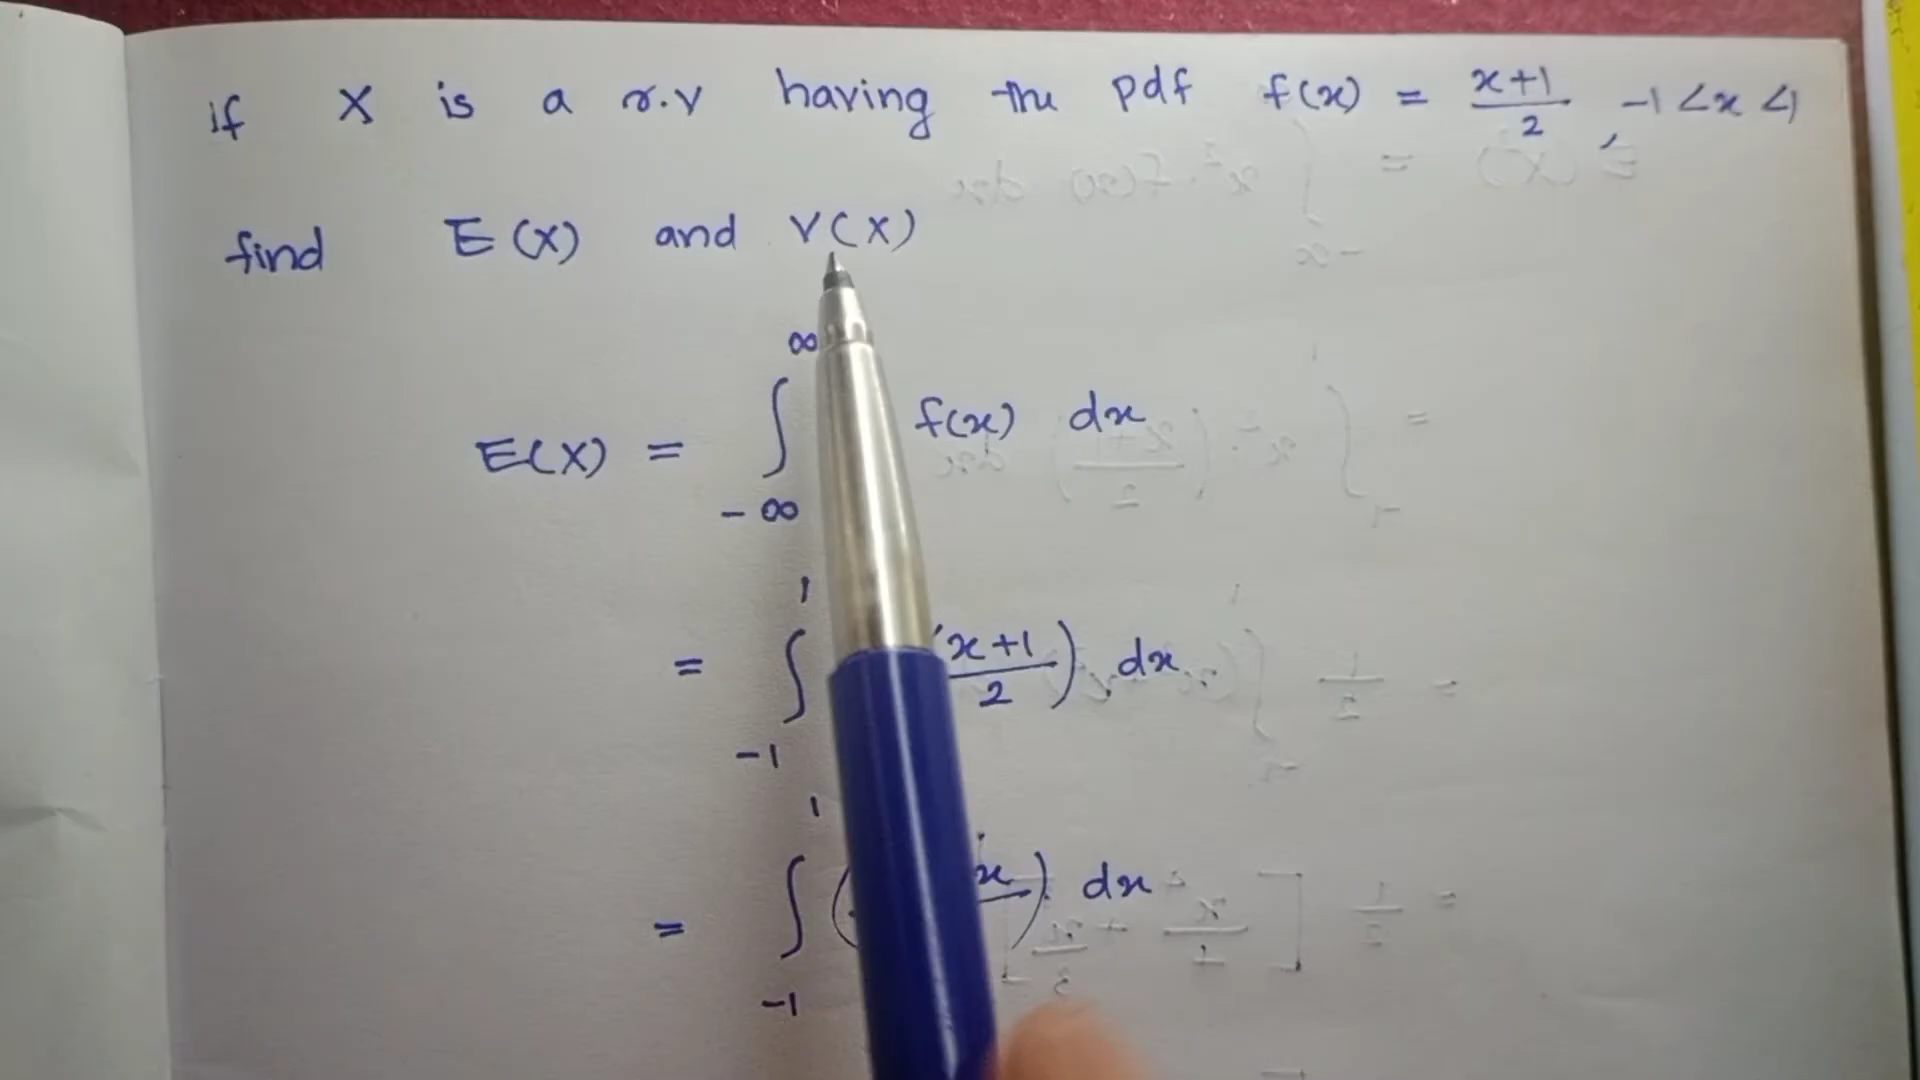 if X is a r.v having the pdf f(x) = x+1/2 , -1 < x < 1
find E(X) and V(X)
E(X) = ∫_{-∞}^{∞} f(x) dx
= ∫_{-1}^{1} (x+1/2) dx
= ∫_{-1}^{1} ( x ) dx